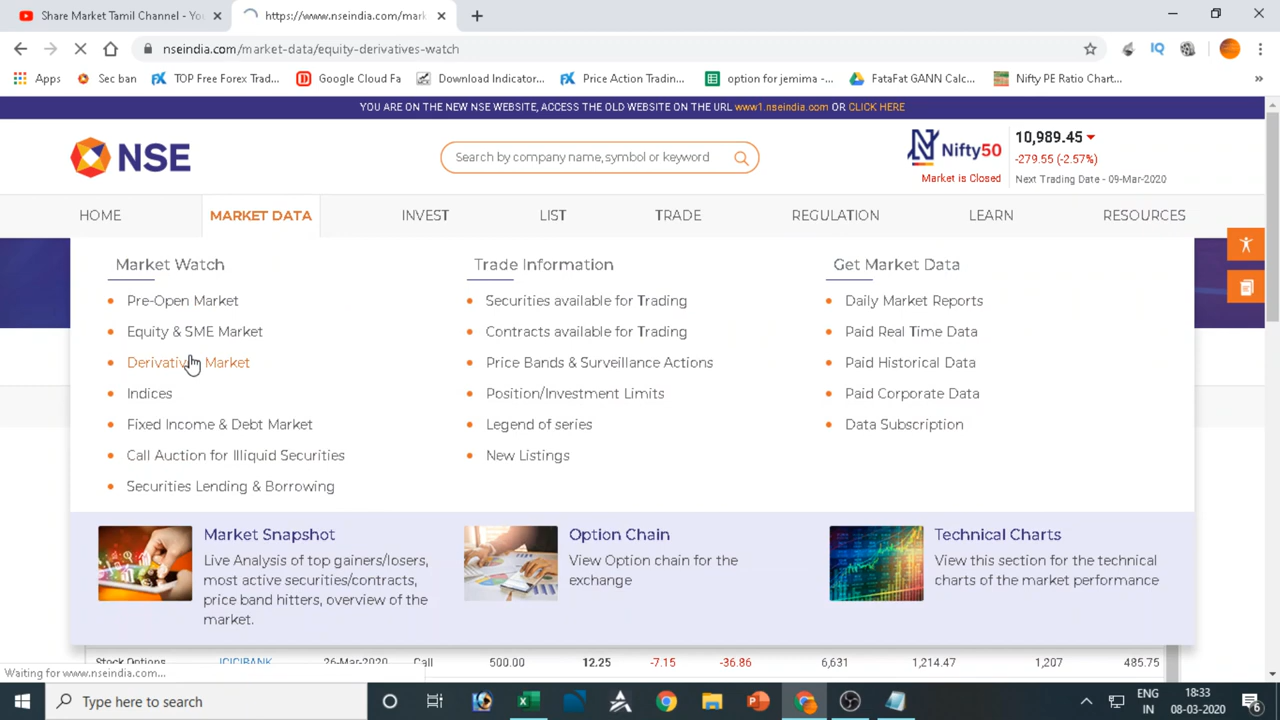 Share Market Tamil Channel - Yo
https://www.nseindia.com/mar
nseindia.com/market-data/equity-derivatives-watch
Apps Sec ban TOP Free Forex Trad... Google Cloud Fa Download Indicator... Price Action Tradin... option for jemima -... FataFat GANN Calc... Nifty PE Ratio Chart... »
YOU ARE ON THE NEW NSE WEBSITE, ACCESS THE OLD WEBSITE ON THE URL www1.nseindia.com OR CLICK HERE
NSE
Search by company name, symbol or keyword
Nifty50
10,989.45
-279.55 (-2.57%)
Market is Closed
Next Trading Date - 09-Mar-2020
HOME MARKET DATA INVEST LIST TRADE REGULATION LEARN RESOURCES
Market Watch
Pre-Open Market
Equity & SME Market
Derivative Market
Indices
Fixed Income & Debt Market
Call Auction for Illiquid Securities
Securities Lending & Borrowing
Trade Information
Securities available for Trading
Contracts available for Trading
Price Bands & Surveillance Actions
Position/Investment Limits
Legend of series
New Listings
Get Market Data
Daily Market Reports
Paid Real Time Data
Paid Historical Data
Paid Corporate Data
Data Subscription
Market Snapshot
Live Analysis of top gainers/losers,
most active securities/contracts,
price band hitters, overview of the
market.
Option Chain
View Option chain for the
exchange
Technical Charts
View this section for the technical
charts of the market performance
Stock Options ICICIBANK 26-Mar-2020 Call 500.00 12.25 -7.15 -36.86 6,631 1,214.47 1,207 485.75
Waiting for www.nseindia.com...
Type here to search
ENG
IN
18:33
08-03-2020
6